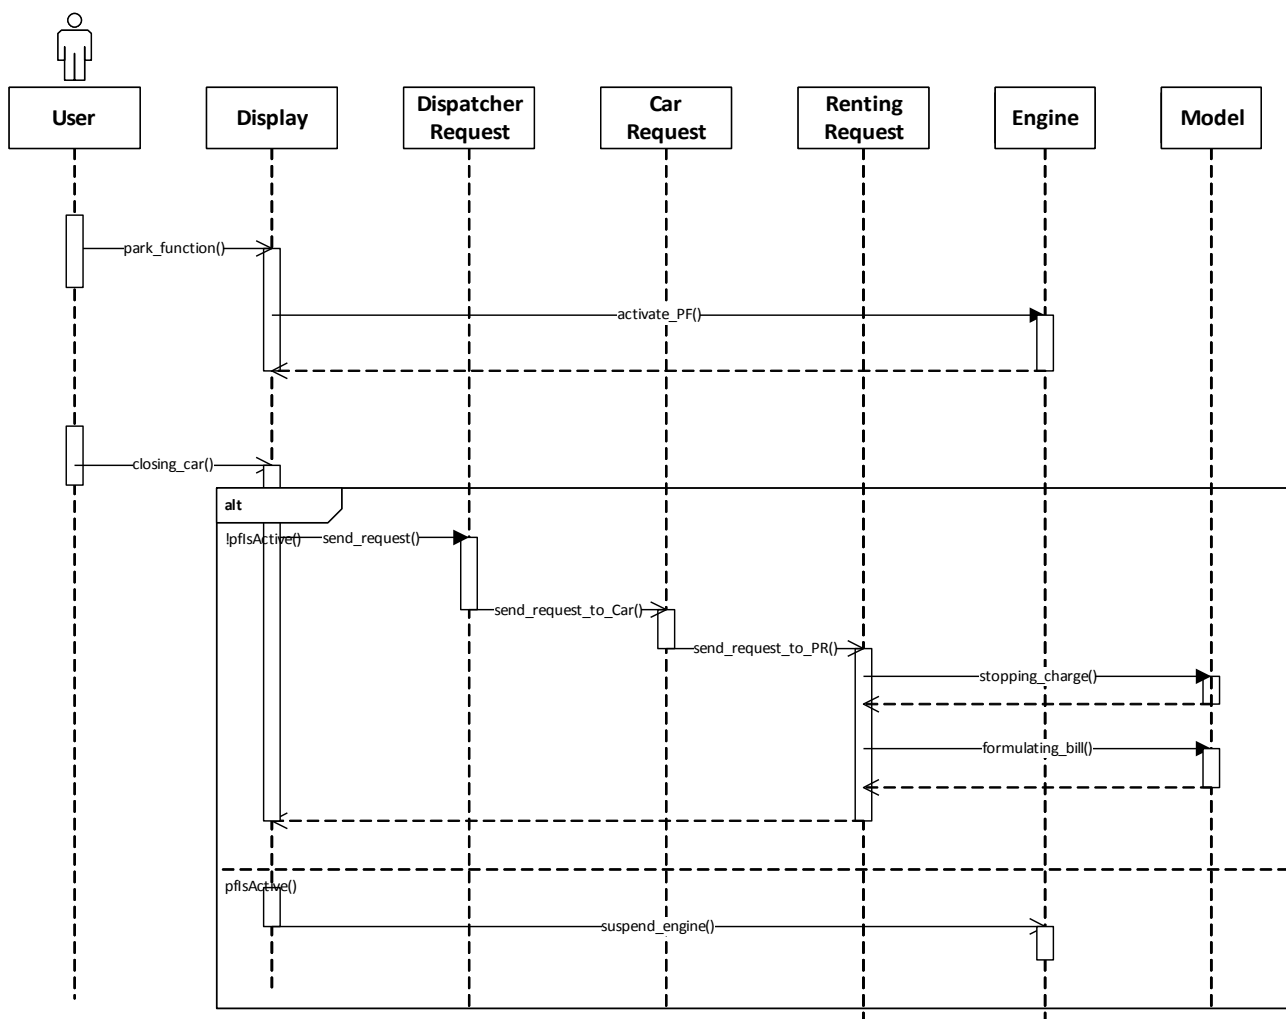 User
Display
Dispatcher
Request
Car
Request
Renting
Request
Engine
Model
park_function()
activate_PF()
closing_car()
alt
!pfIsActive()
send_request()
send_request_to_Car()
send_request_to_PR()
stopping_charge()
formulating_bill()
pfIsActive()
suspend_engine()